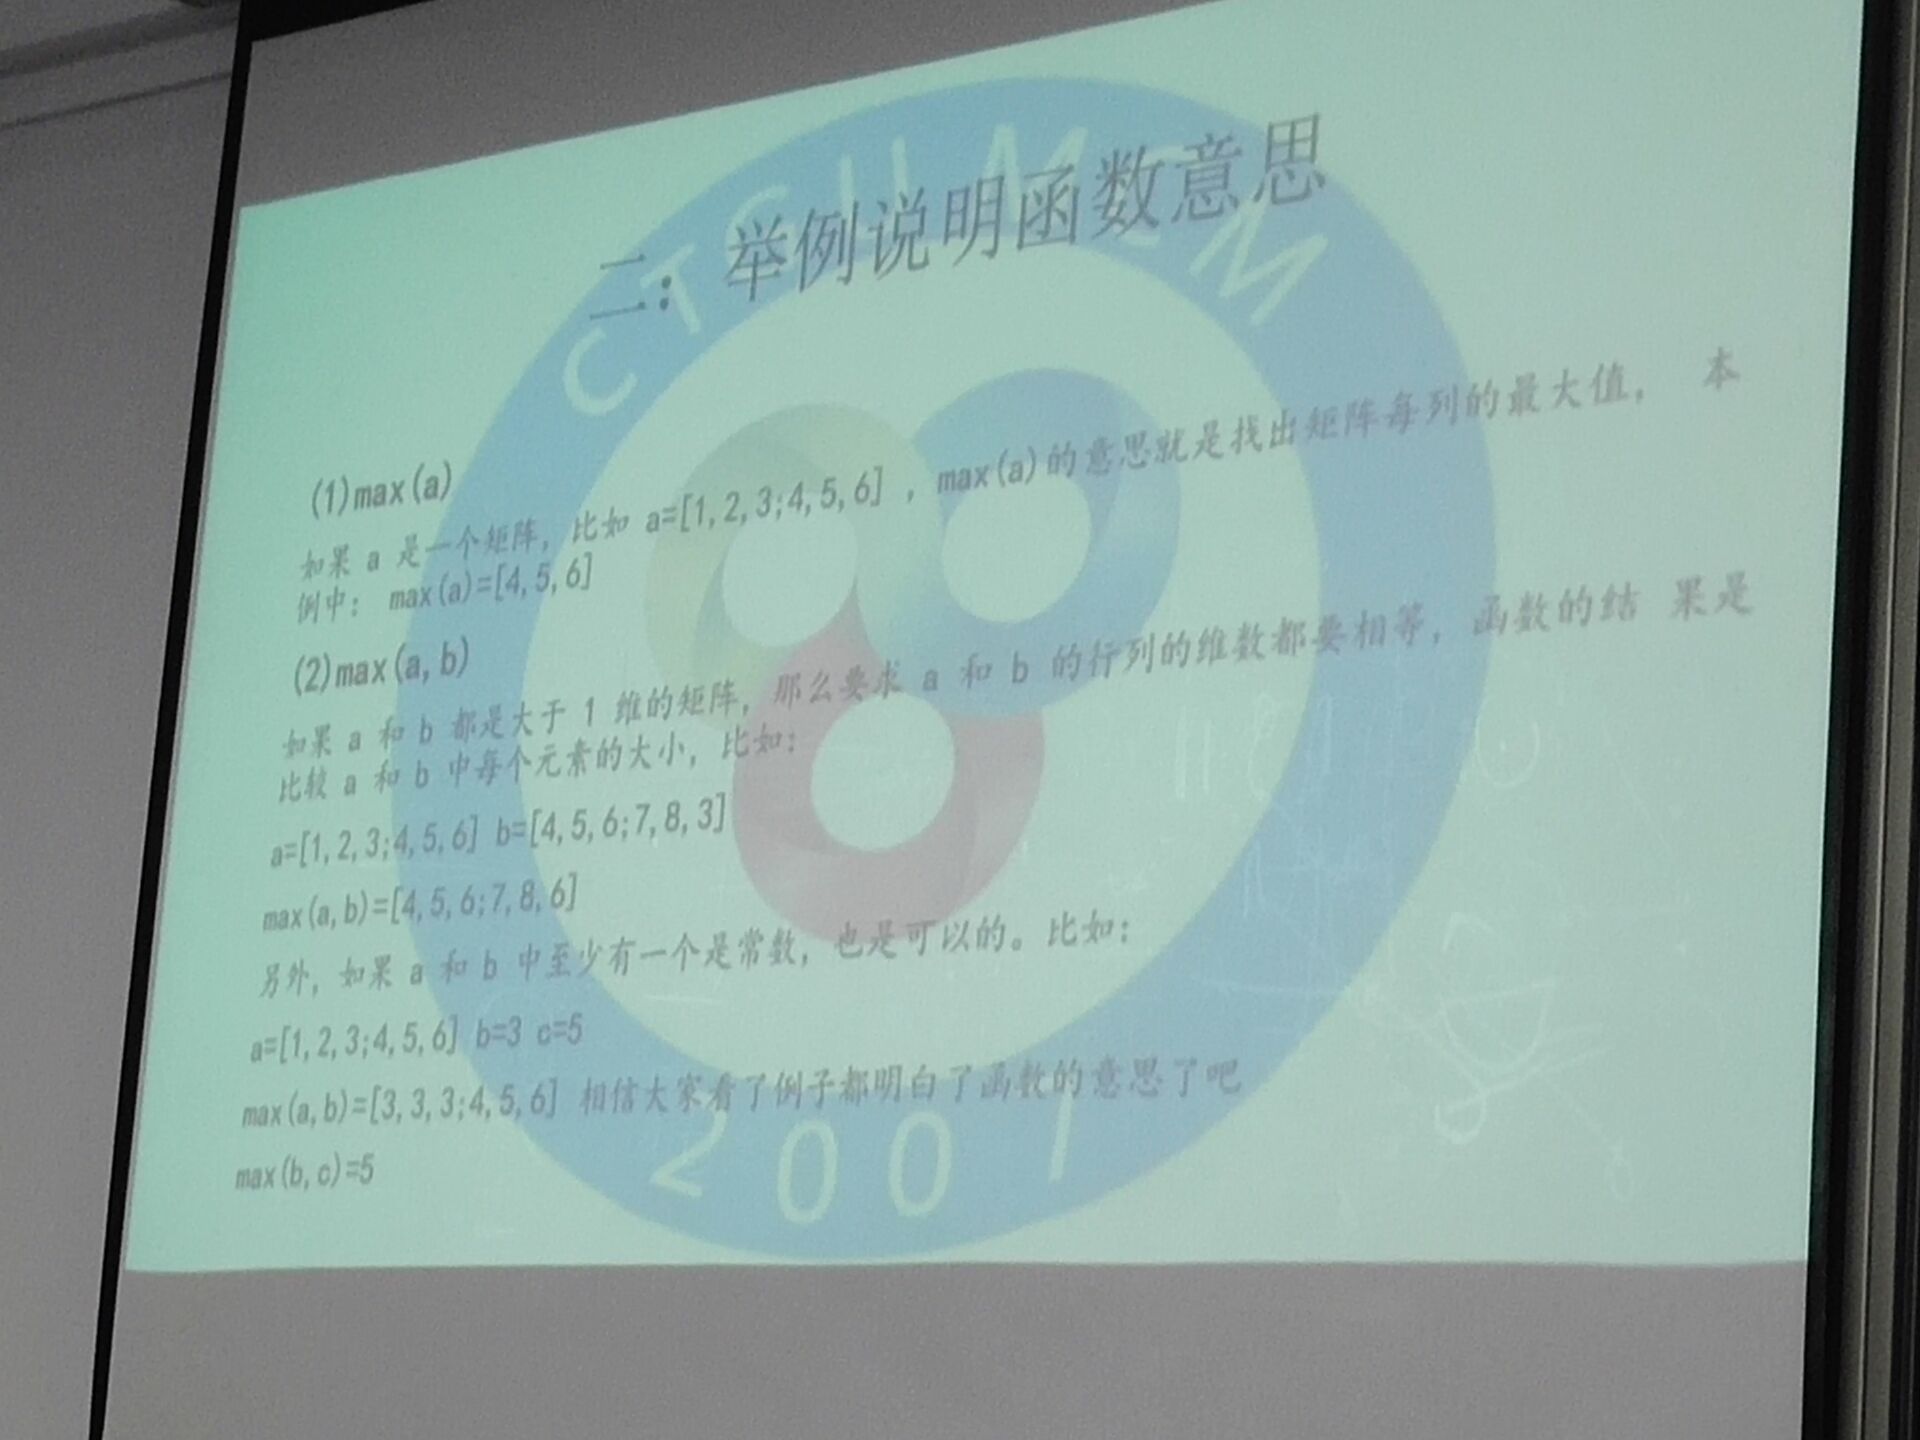 二：举例说明函数意思
(1)max(a)
如果 a 是一个矩阵，比如 a=[1,2,3;4,5,6] ，max(a)的意思就是找出矩阵每列的最大值， 本
例中： max(a)=[4,5,6]
(2)max(a,b)
如果 a 和 b 都是大于 1 维的矩阵，那么要求 a 和 b 的行列的维数都要相等，函数的结 果是
比较 a 和 b 中每个元素的大小，比如：
a=[1,2,3;4,5,6] b=[4,5,6;7,8,3]
max(a,b)=[4,5,6;7,8,6]
另外，如果 a 和 b 中至少有一个是常数，也是可以的。比如：
a=[1,2,3;4,5,6] b=3 c=5
max(a,b)=[3,3,3;4,5,6] 相信大家看了例子都明白了函数的意思了吧
max(b,c)=5
2001